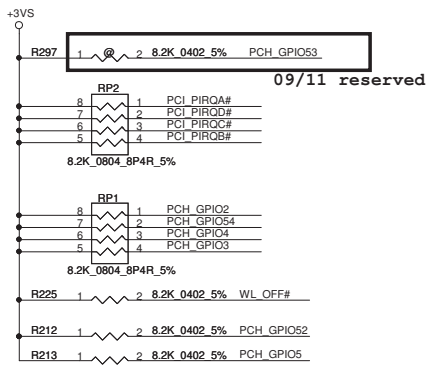 +3VS
R297 1 @ 2 8.2K_0402_5% PCH_GPIO53
09/11 reserved
RP2
8 1 PCI_PIRQA#
7 2 PCI_PIRQD#
6 3 PCI_PIRQC#
5 4 PCI_PIRQB#
8.2K_0804_8P4R_5%
RP1
8 1 PCH_GPIO2
7 2 PCH_GPIO54
6 3 PCH_GPIO4
5 4 PCH_GPIO3
8.2K_0804_8P4R_5%
R225 1 2 8.2K_0402_5% WL_OFF#
R212 1 2 8.2K_0402_5% PCH_GPIO52
R213 1 2 8.2K_0402_5% PCH_GPIO5